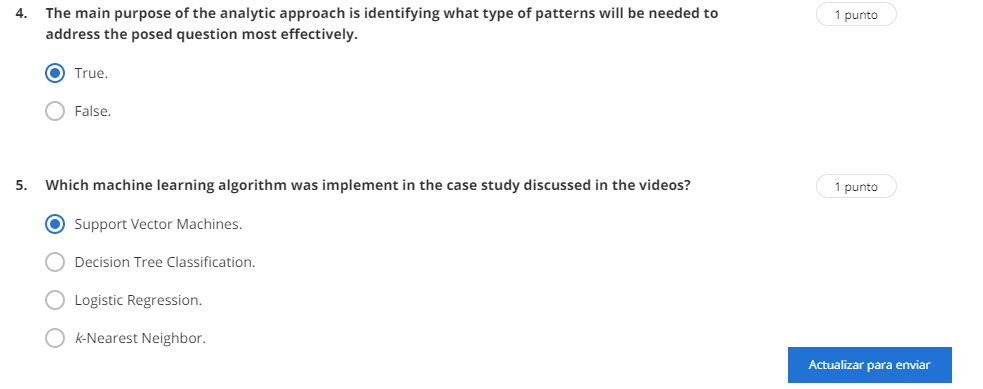 4. The main purpose of the analytic approach is identifying what type of patterns will be needed to
address the posed question most effectively.
1 punto
True.
False.
5. Which machine learning algorithm was implement in the case study discussed in the videos?
1 punto
Support Vector Machines.
Decision Tree Classification.
Logistic Regression.
k-Nearest Neighbor.
Actualizar para enviar